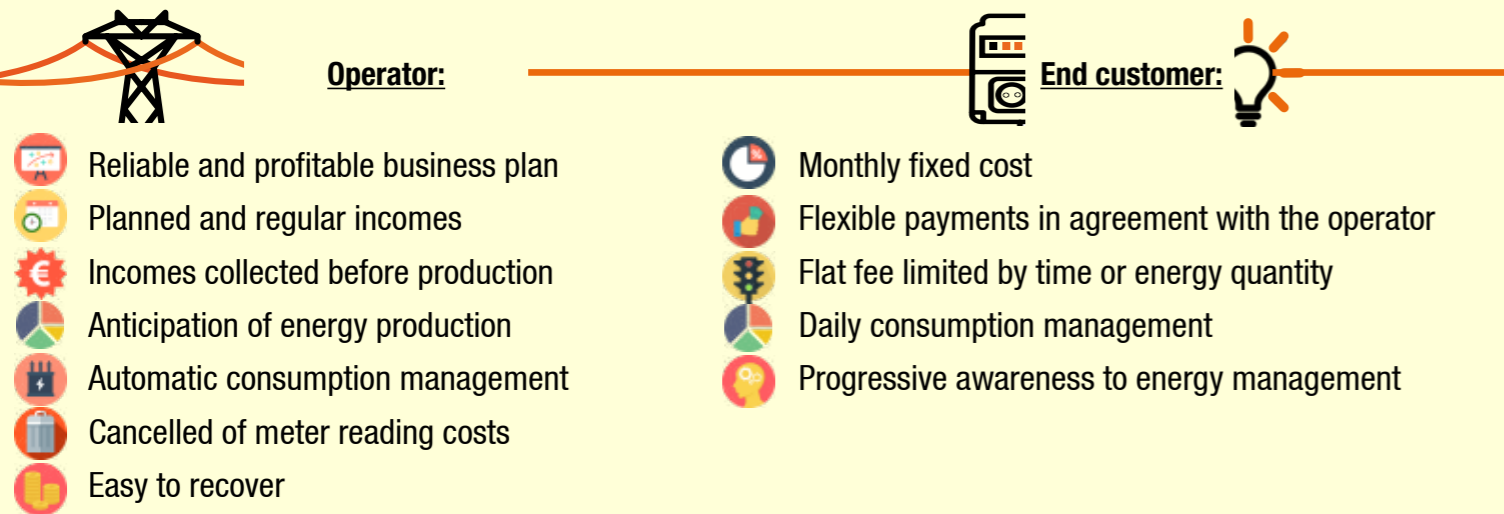 Operator:
Reliable and profitable business plan
Planned and regular incomes
Incomes collected before production
Anticipation of energy production
Automatic consumption management
Cancelled of meter reading costs
Easy to recover
End customer:
Monthly fixed cost
Flexible payments in agreement with the operator
Flat fee limited by time or energy quantity
Daily consumption management
Progressive awareness to energy management